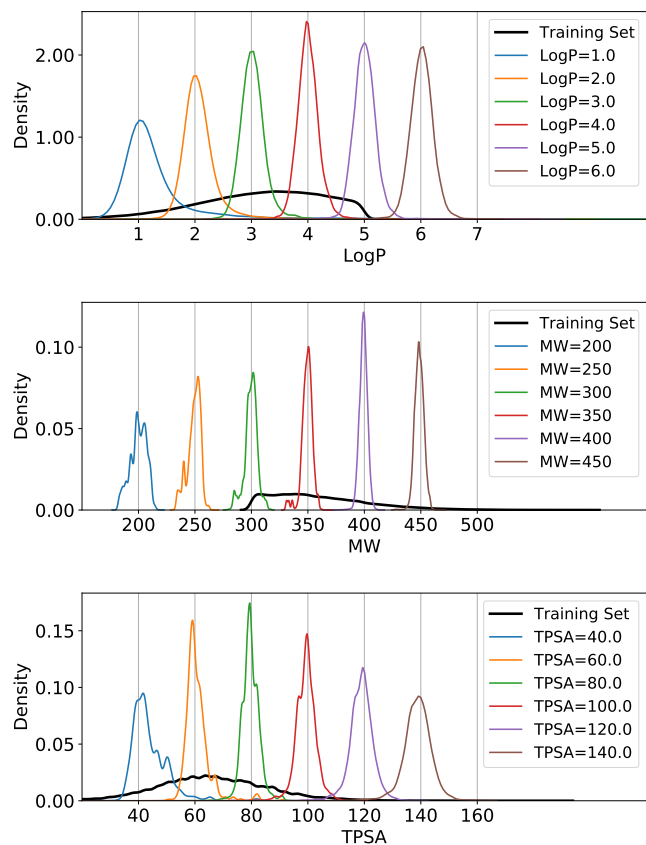 Density
2.00
1.00
0.00
1 2 3 4 5 6 7
LogP
Training Set
LogP=1.0
LogP=2.0
LogP=3.0
LogP=4.0
LogP=5.0
LogP=6.0
Density
0.10
0.05
0.00
200 250 300 350 400 450 500
MW
Training Set
MW=200
MW=250
MW=300
MW=350
MW=400
MW=450
Density
0.15
0.10
0.05
0.00
40 60 80 100 120 140 160
TPSA
Training Set
TPSA=40.0
TPSA=60.0
TPSA=80.0
TPSA=100.0
TPSA=120.0
TPSA=140.0